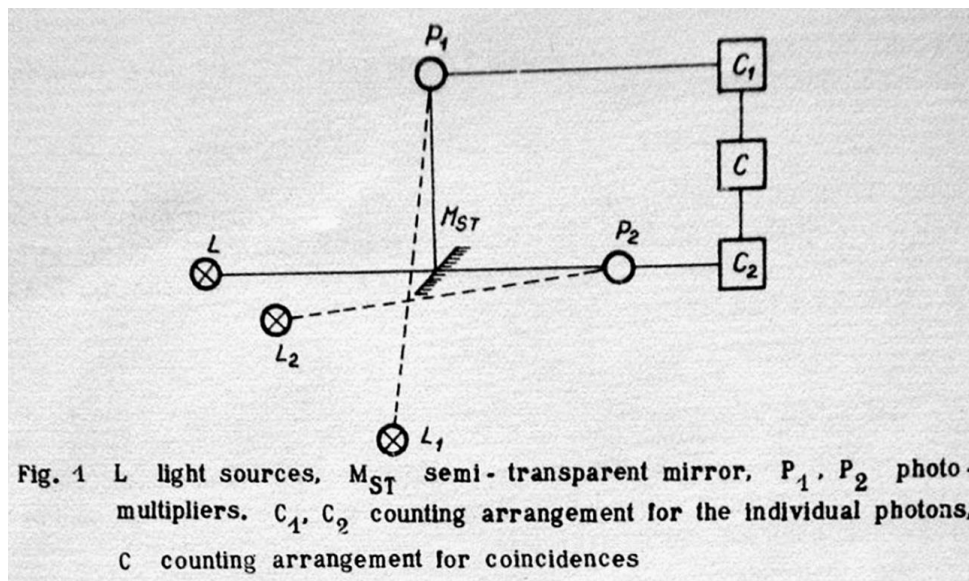 P1
C1
C
MST
L
P2
C2
L2
L1
Fig. 1 L light sources, MST semi-transparent mirror, P1, P2 photo-
multipliers. C1, C2 counting arrangement for the individual photons,
C counting arrangement for coincidences